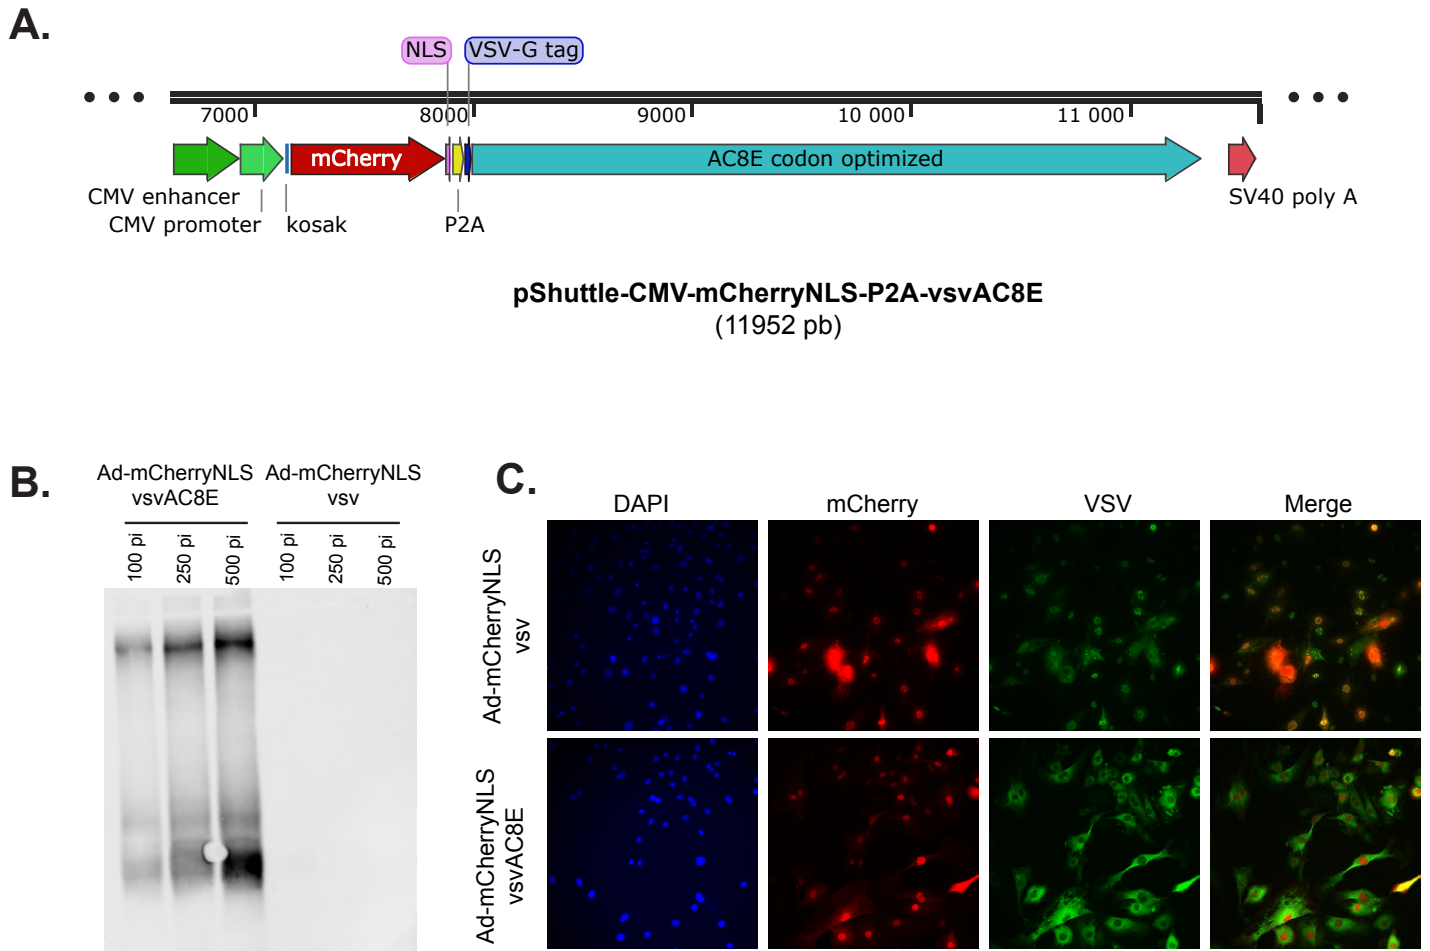 A.
NLS VSV-G tag
7000 8000 9000 10 000 11 000
mCherry AC8E codon optimized
CMV enhancer SV40 poly A
CMV promoter kosak P2A
pShuttle-CMV-mCherryNLS-P2A-vsvAC8E
(11952 pb)
B.
Ad-mCherryNLS Ad-mCherryNLS
vsvAC8E vsv
100 pi 250 pi 500 pi 100 pi 250 pi 500 pi
C.
DAPI mCherry VSV Merge
Ad-mCherryNLS
vsv
Ad-mCherryNLS
vsvAC8E